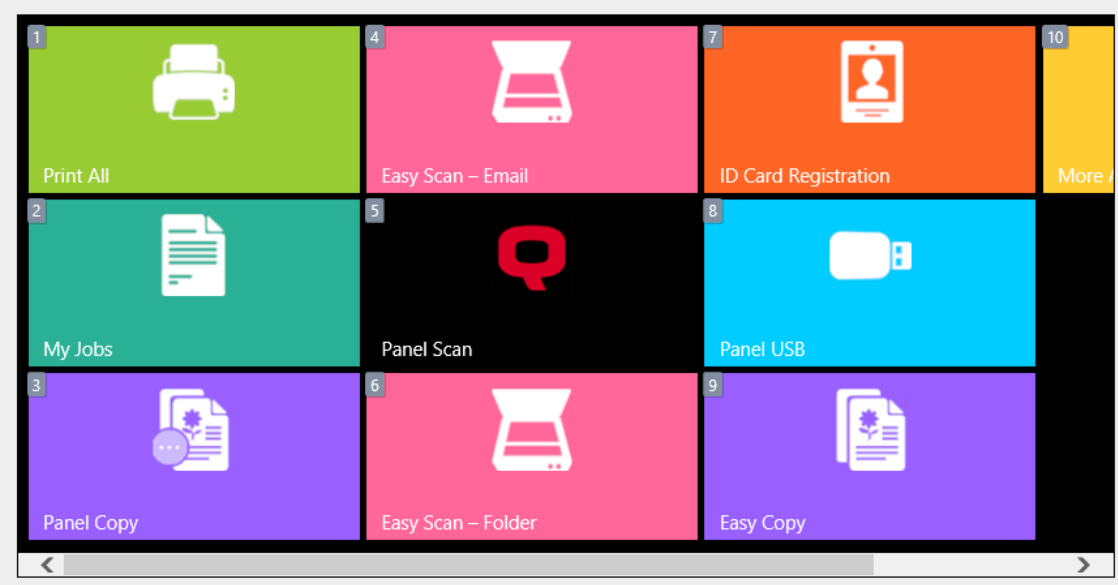 1
Print All
4
Easy Scan – Email
7
ID Card Registration
10
More
2
My Jobs
5
Q
Panel Scan
8
Panel USB
3
Panel Copy
6
Easy Scan – Folder
9
Easy Copy